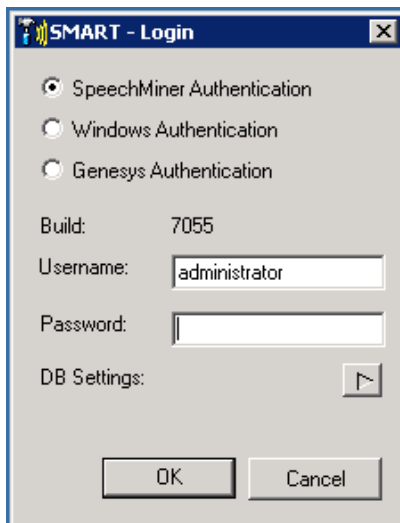 SMART - Login
SpeechMiner Authentication
Windows Authentication
Genesys Authentication
Build: 7055
Username: administrator
Password:
DB Settings:
OK Cancel